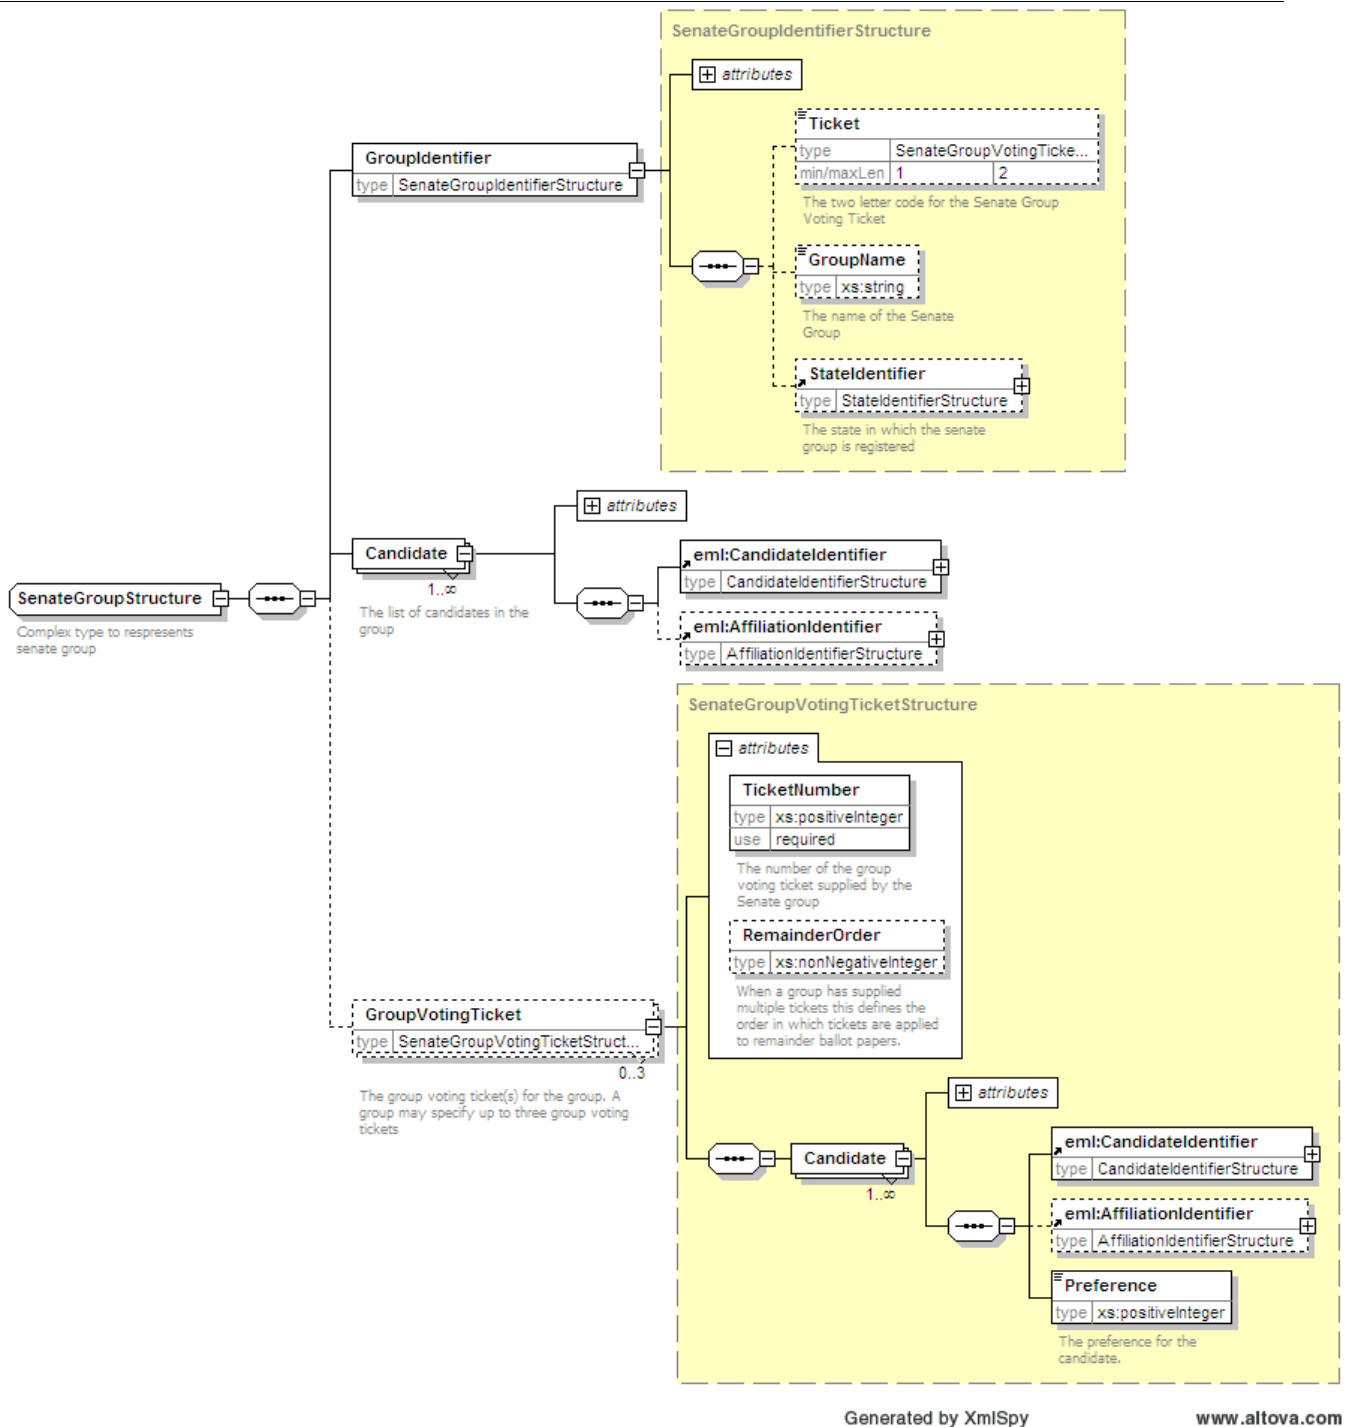 SenateGroupIdentifierStructure
attributes
Ticket
type SenateGroupVotingTicke...
min/maxLen 1 2
The two letter code for the Senate Group
Voting Ticket
GroupIdentifier
type SenateGroupIdentifierStructure
GroupName
type xs:string
The name of the Senate
Group
StateIdentifier
type StateIdentifierStructure
The state in which the senate
group is registered
attributes
Candidate
1..∞
The list of candidates in the
group
eml:CandidateIdentifier
type CandidateIdentifierStructure
eml:AffiliationIdentifier
type AffiliationIdentifierStructure
SenateGroupStructure
Complex type to respresents
senate group
SenateGroupVotingTicketStructure
attributes
TicketNumber
type xs:positiveInteger
use required
The number of the group
voting ticket supplied by the
Senate group
RemainderOrder
type xs:nonNegativeInteger
When a group has supplied
multiple tickets this defines the
order in which tickets are applied
to remainder ballot papers.
GroupVotingTicket
type SenateGroupVotingTicketStruct...
0..3
The group voting ticket(s) for the group. A
group may specify up to three group voting
tickets
attributes
Candidate
1..∞
eml:CandidateIdentifier
type CandidateIdentifierStructure
eml:AffiliationIdentifier
type AffiliationIdentifierStructure
Preference
type xs:positiveInteger
The preference for the
candidate.
Generated by XmlSpy www.altova.com